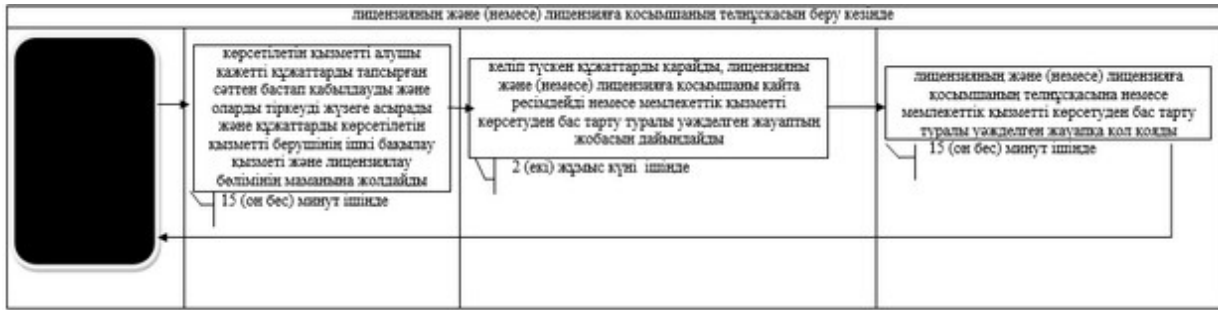 лицензияның және (немесе) лицензияға қосымшаның телнұсқасын беру кезінде
көрсетілетін қызметті алушы
қажетті құжаттарды тапсырған
сәттен бастап қабылдауды және
оларды тіркеуді жүзеге асырады
және құжаттарды көрсетілетін
қызметті берушінің ішкі бақылау
қызметі және лицензиялау
бөлімінің маманына жолдайды
15 (он бес) минут ішінде
келіп түскен құжаттарды қарайды, лицензияны
және (немесе) лицензияға қосымшаны қайта
ресімдейді немесе мемлекеттік қызметті
көрсетуден бас тарту туралы уәжделген жауаптың
жобасын дайындайды
2 (екі) жұмыс күні ішінде
лицензияның және (немесе) лицензияға
қосымшаның телнұсқасына немесе
мемлекеттік қызметті көрсетуден бас тарту
туралы уәжделген жауапқа қол қояды
15 (он бес) минут ішінде